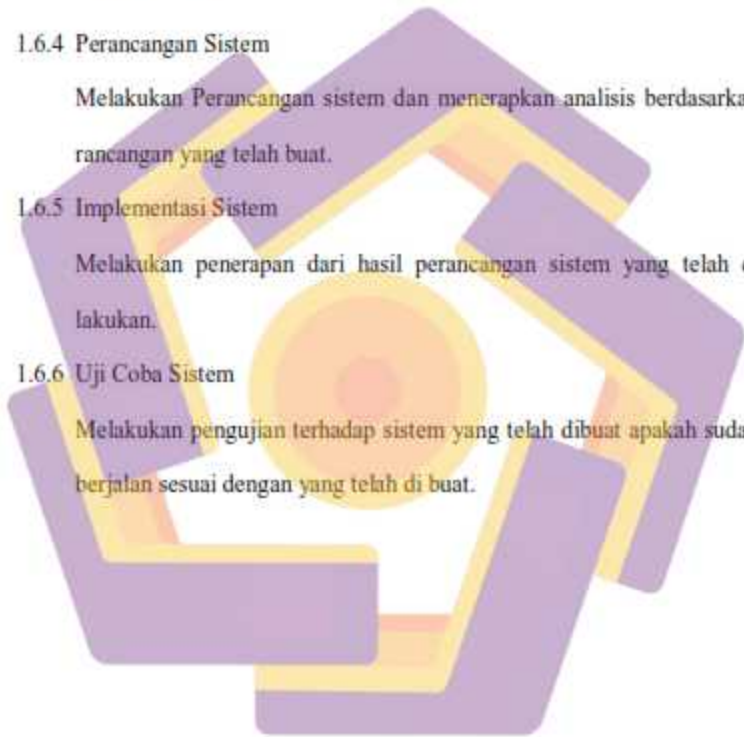 1.6.4 Perancangan Sistem
Melakukan Perancangan sistem dan menerapkan analisis berdasarka
rancangan yang telah buat.
1.6.5 Implementasi Sistem
Melakukan penerapan dari hasil perancangan sistem yang telah d
lakukan.
1.6.6 Uji Coba Sistem
Melakukan pengujian terhadap sistem yang telah dibuat apakah suda
berjalan sesuai dengan yang telah di buat.